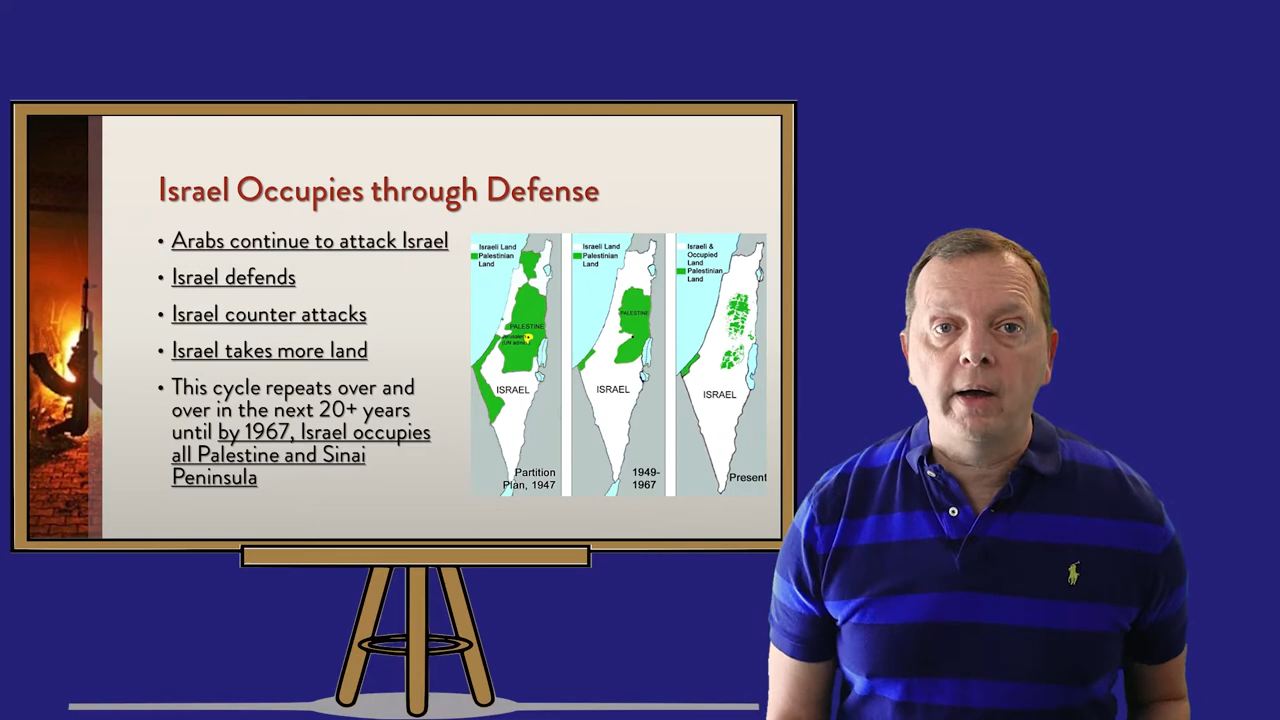 Israel Occupies through Defense
• Arabs continue to attack Israel
• Israel defends
• Israel counter attacks
• Israel takes more land
• This cycle repeats over and
over in the next 20+ years
until by 1967, Israel occupies
all Palestine and Sinai
Peninsula
Israeli Land
Palestinian
Land
PALESTINE
Jerusalem
ISRAEL
Partition
Plan, 1947
Israeli Land
Palestinian
Land
PALESTINE
ISRAEL
1949-
1967
Israeli &
Occupied
Land
Palestinian
Land
ISRAEL
Present